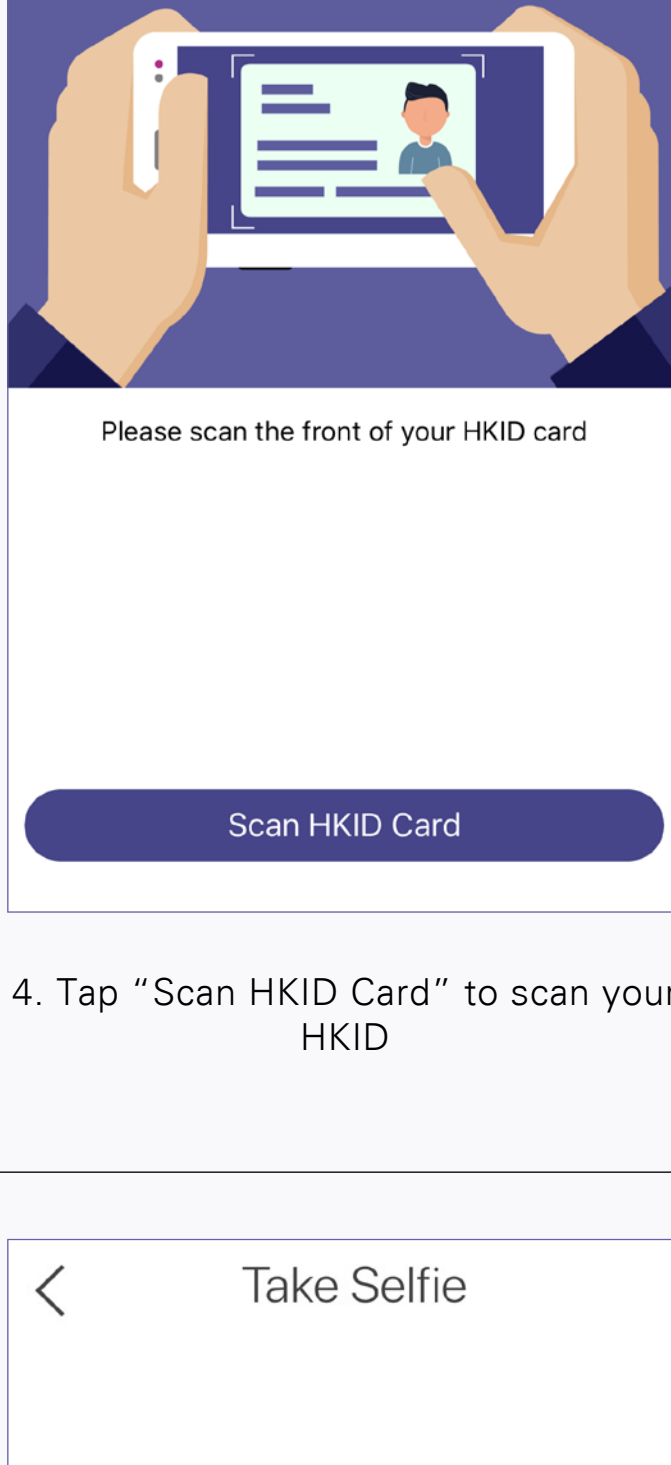 Please scan the front of your HKID card
Scan HKID Card
4. Tap “Scan HKID Card” to scan your
HKID
Take Selfie